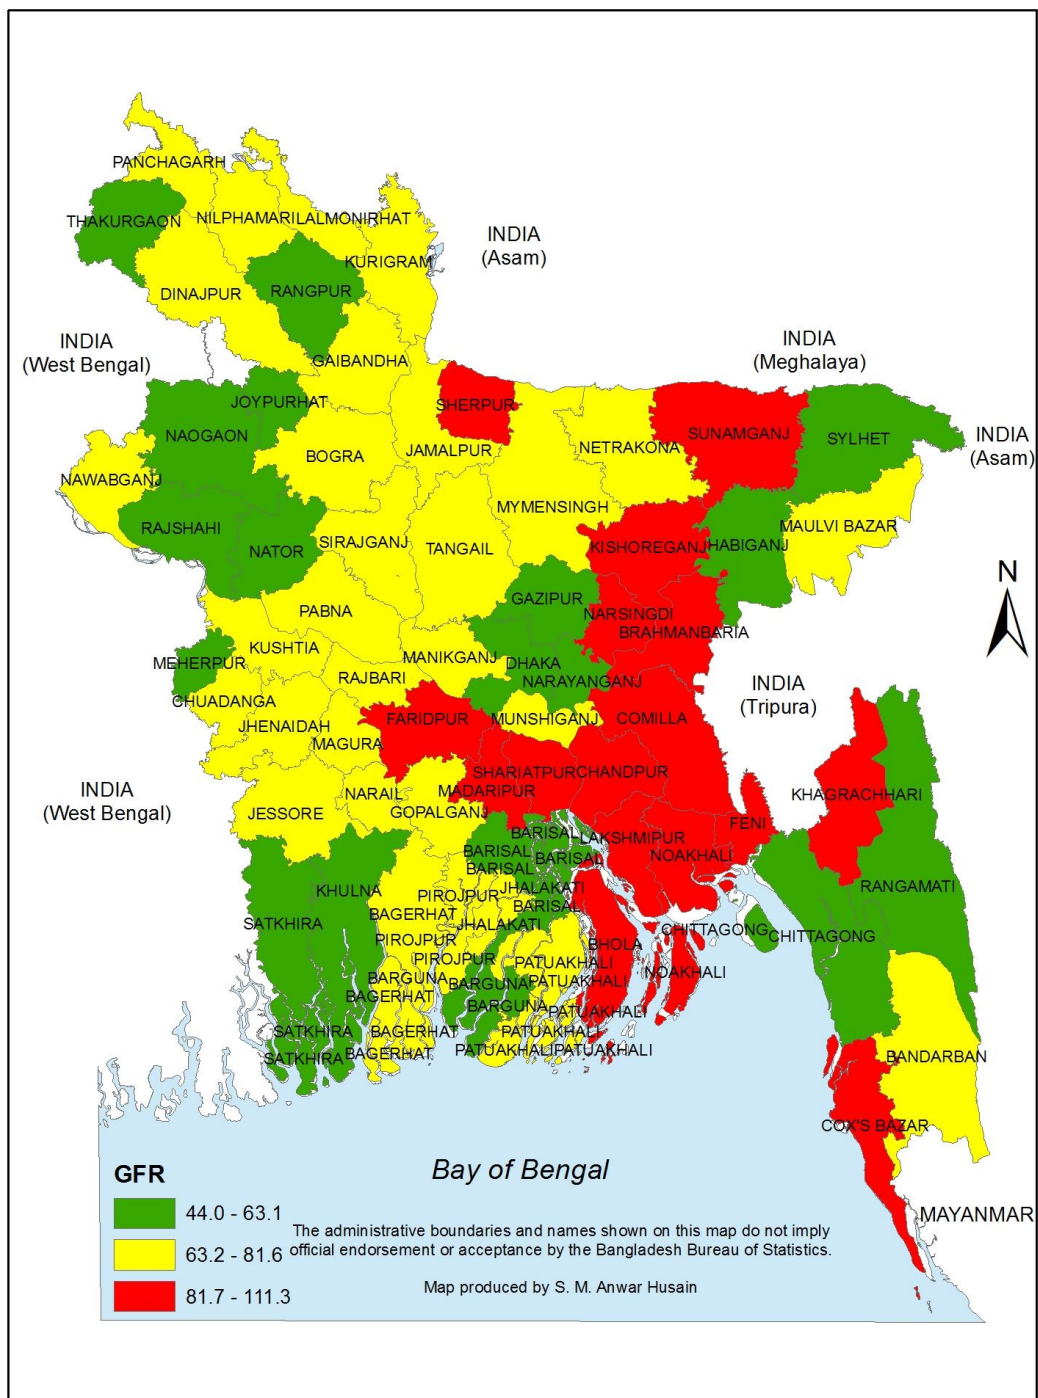 PANCHAGARH
THAKURGAON
NILPHAMARI
LALMONIRHAT
INDIA
(Asam)
KURIGRAM
RANGPUR
DINAJPUR
INDIA
(West Bengal)
GAIBANDHA
INDIA
(Meghalaya)
JOYPURHAT
SHERPUR
NAOGAON
SUNAMGANJ
SYLHET
INDIA
(Asam)
BOGRA
JAMALPUR
NETRAKONA
NAWABGANJ
MYMENSINGH
RAJSHAHI
MAULVI BAZAR
NATOR
SIRAJGANJ
TANGAIL
KISHOREGANJ
HABIGANJ
N
GAZIPUR
PABNA
NARSINGDI
BRAHMANBARIA
KUSHTIA
MEHERPUR
MANIKGANJ
DHAKA
RAJBARI
NARAYANGANJ
INDIA
(Tripura)
CHUADANGA
JHENAIDAH
FARIDPUR
MUNSHIGANJ
COMILLA
MAGURA
SHARIATPUR
CHANDPUR
INDIA
(West Bengal)
NARAIL
MADARIPUR
KHAGRACHHARI
JESSORE
GOPALGANJ
FENI
BARISAL
LAKSHMIPUR
BARISAL
BARISAL
NOAKHALI
BARISAL
KHULNA
PIROJPUR
JHALAKATI
RANGAMATI
BARISAL
BAGERHAT
SATKHIRA
JHALAKATI
CHITTAGONG
CHITTAGONG
PIROJPUR
BHOLA
PIROJPUR
PATUAKHALI
NOAKHALI
BARGUNA
BARGUNA
PATUAKHALI
BAGERHAT
BARGUNA
PATUAKHALI
SATKHIRA
BAGERHAT
PATUAKHALI
BAGERHAT
PATUAKHALI
PATUAKHALI
SATKHIRA
BANDARBAN
COX'S BAZAR
Bay of Bengal
MAYANMAR
GFR
44.0 - 63.1
63.2 - 81.6
81.7 - 111.3
The administrative boundaries and names shown on this map do not imply
official endorsement or acceptance by the Bangladesh Bureau of Statistics.
Map produced by S. M. Anwar Husain